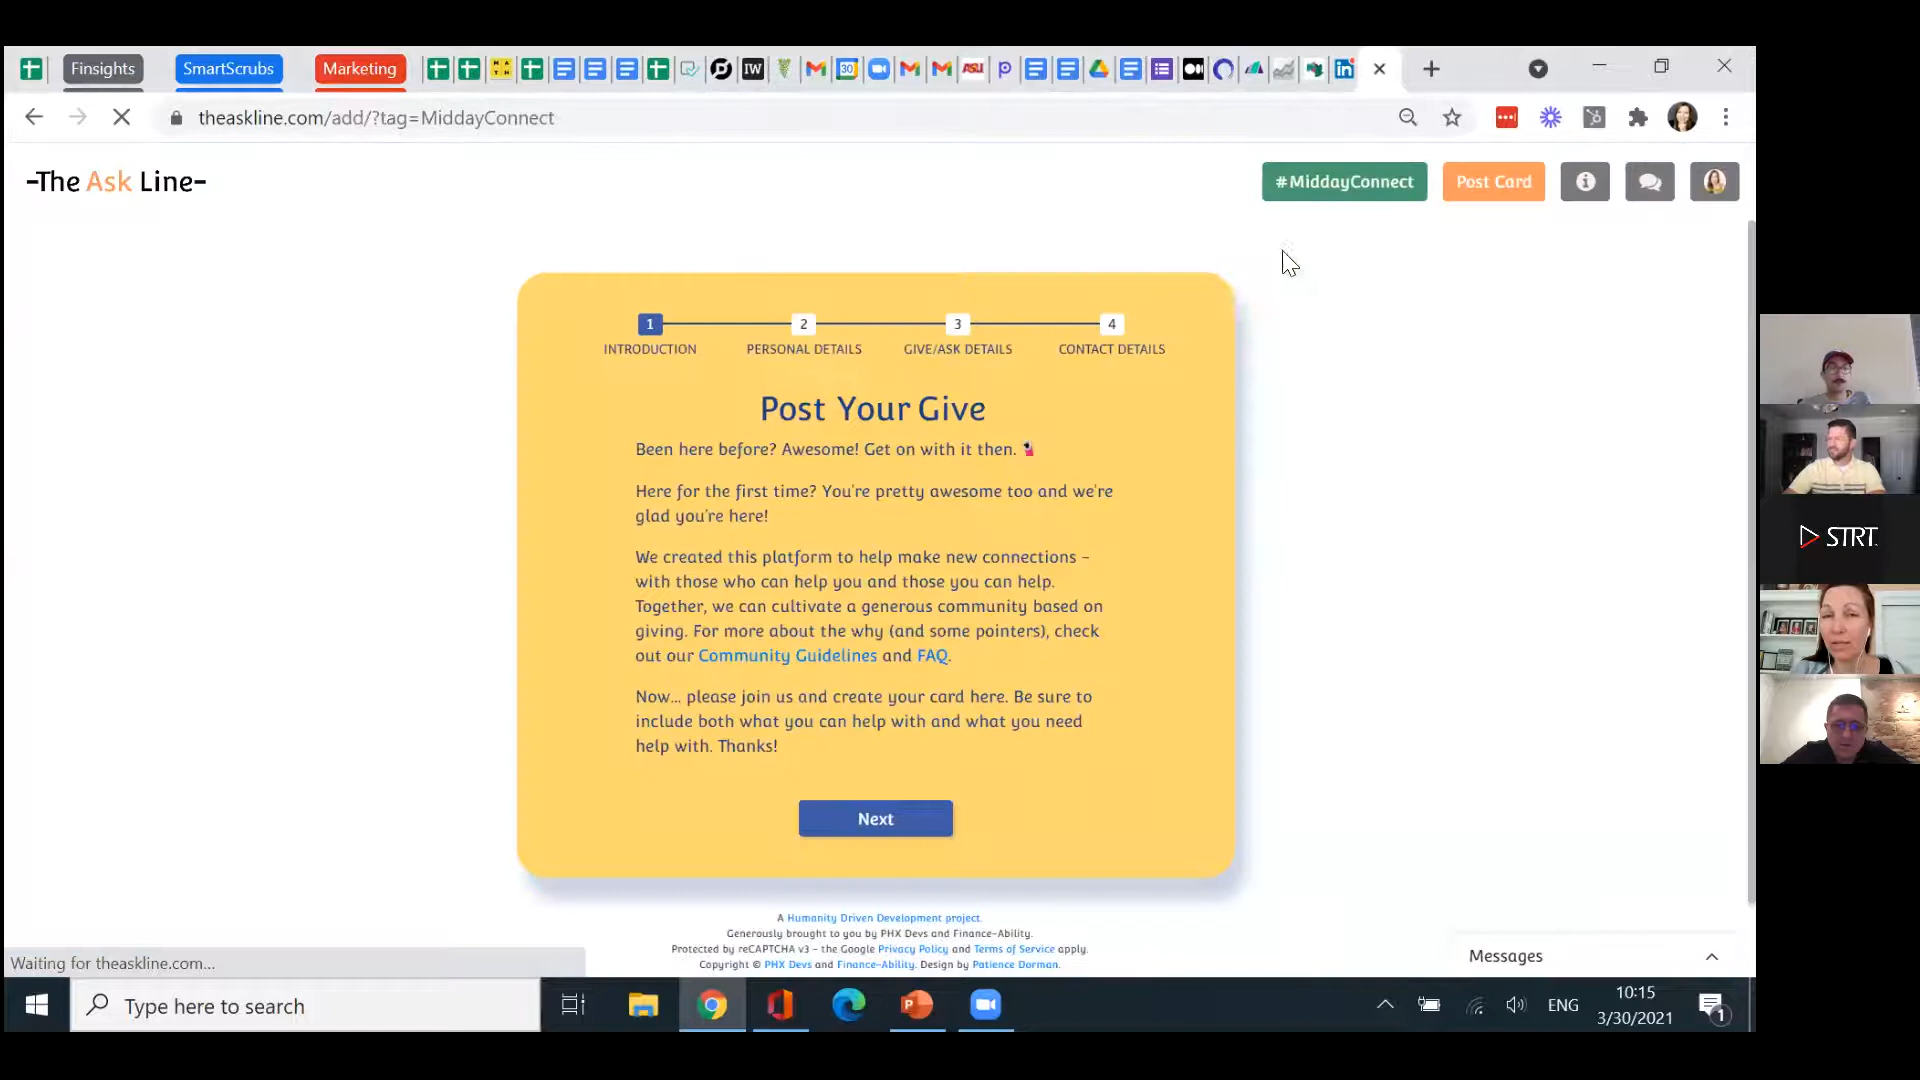 Finsights
SmartScrubs
Marketing
MATH
IW
30
ASU
theaskline.com/add/?tag=MiddayConnect
-The Ask Line-
#MiddayConnect
Post Card
1
2
3
4
INTRODUCTION
PERSONAL DETAILS
GIVE/ASK DETAILS
CONTACT DETAILS
Post Your Give
Been here before? Awesome! Get on with it then.
Here for the first time? You're pretty awesome too and we're
glad you're here!
We created this platform to help make new connections -
with those who can help you and those you can help.
Together, we can cultivate a generous community based on
giving. For more about the why (and some pointers), check
out our Community Guidelines and FAQ.
Now... please join us and create your card here. Be sure to
include both what you can help with and what you need
help with. Thanks!
Next
A Humanity Driven Development project.
Generously brought to you by PHX Devs and Finance-Ability.
Protected by reCAPTCHA v3 - the Google Privacy Policy and Terms of Service apply.
Copyright © PHX Devs and Finance-Ability. Design by Patience Dorman.
Waiting for theaskline.com...
Messages
STRT
Type here to search
ENG
10:15
3/30/2021
1